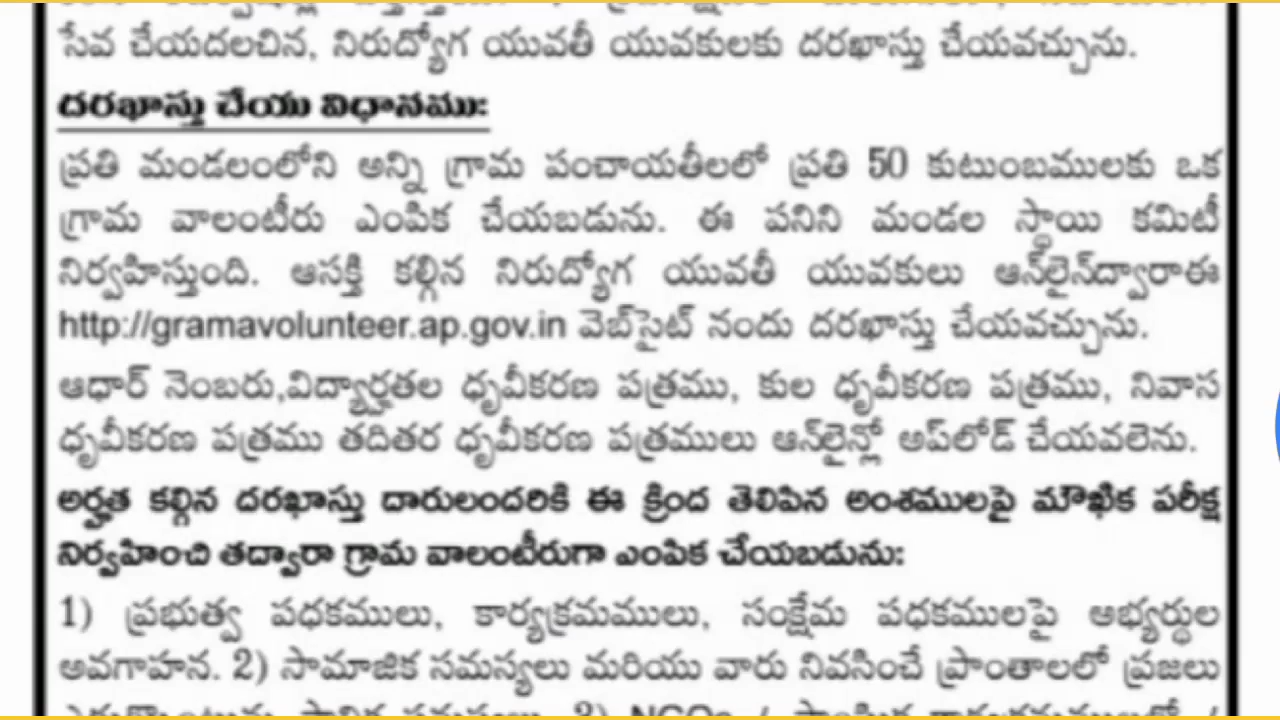 సేవ చేయదలచిన, నిరుద్యోగ యువతీ యువకులకు దరఖాస్తు చేయవచ్చును.
దరఖాస్తు చేయు విధానము:
ప్రతి మండలంలోని అన్ని గ్రామ పంచాయతీలలో ప్రతి 50 కుటుంబములకు ఒక
గ్రామ వాలంటీరు ఎంపిక చేయబడును. ఈ పనిని మండల స్థాయి కమిటీ
నిర్వహిస్తుంది. ఆసక్తి కల్గిన నిరుద్యోగ యువతీ యువకులు ఆన్‌లైన్‌ద్వారాఈ
http://gramavolunteer.ap.gov.in వెబ్‌సైట్ నందు దరఖాస్తు చేయవచ్చును.
ఆధార్ నెంబరు,విద్యార్హతల ధృవీకరణ పత్రము, కుల ధృవీకరణ పత్రము, నివాస
ధృవీకరణ పత్రము తదితర ధృవీకరణ పత్రములు ఆన్‌లైన్లో అప్‌లోడ్ చేయవలెను.
అర్హత కల్గిన దరఖాస్తు దారులందరికి ఈ క్రింద తెలిపిన అంశములపై మౌఖిక పరీక్ష
నిర్వహించి తద్వారా గ్రామ వాలంటీరుగా ఎంపిక చేయబడును:
1) ప్రభుత్వ పధకములు, కార్యక్రమములు, సంక్షేమ పధకములపై ఆభ్యర్థుల
అవగాహన. 2) సామాజిక సమస్యలు మరియు వారు నివసించే ప్రాంతాలలో ప్రజలు